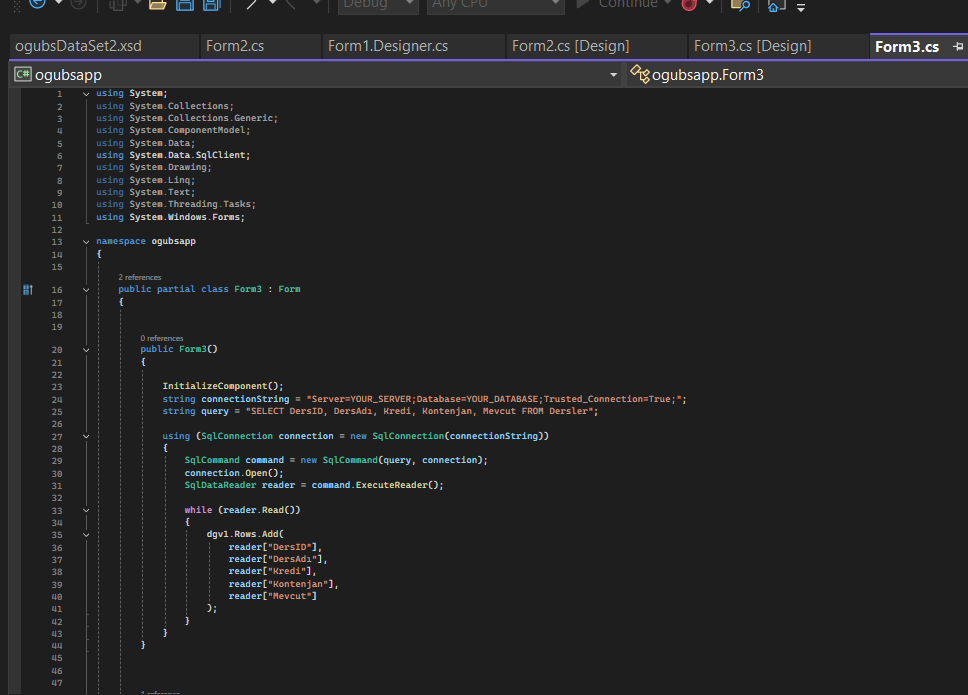 Debug
Any CPU
Continue
ogubsDataSet2.xsd
Form2.cs
Form1.Designer.cs
Form2.cs [Design]
Form3.cs [Design]
Form3.cs
C# ogubsapp
ogubsapp.Form3
1 using System;
2 using System.Collections;
3 using System.Collections.Generic;
4 using System.ComponentModel;
5 using System.Data;
6 using System.Data.SqlClient;
7 using System.Drawing;
8 using System.Linq;
9 using System.Text;
10 using System.Threading.Tasks;
11 using System.Windows.Forms;
12
13 namespace ogubsapp
14 {
15
2 references
16 public partial class Form3 : Form
17 {
18
19
0 references
20 public Form3()
21 {
22
23 InitializeComponent();
24 string connectionString = "Server=YOUR_SERVER;Database=YOUR_DATABASE;Trusted_Connection=True;";
25 string query = "SELECT DersID, DersAdı, Kredi, Kontenjan, Mevcut FROM Dersler";
26
27 using (SqlConnection connection = new SqlConnection(connectionString))
28 {
29 SqlCommand command = new SqlCommand(query, connection);
30 connection.Open();
31 SqlDataReader reader = command.ExecuteReader();
32
33 while (reader.Read())
34 {
35 dgv1.Rows.Add(
36 reader["DersID"],
37 reader["DersAdı"],
38 reader["Kredi"],
39 reader["Kontenjan"],
40 reader["Mevcut"]
41 );
42 }
43 }
44 }
45
46
47